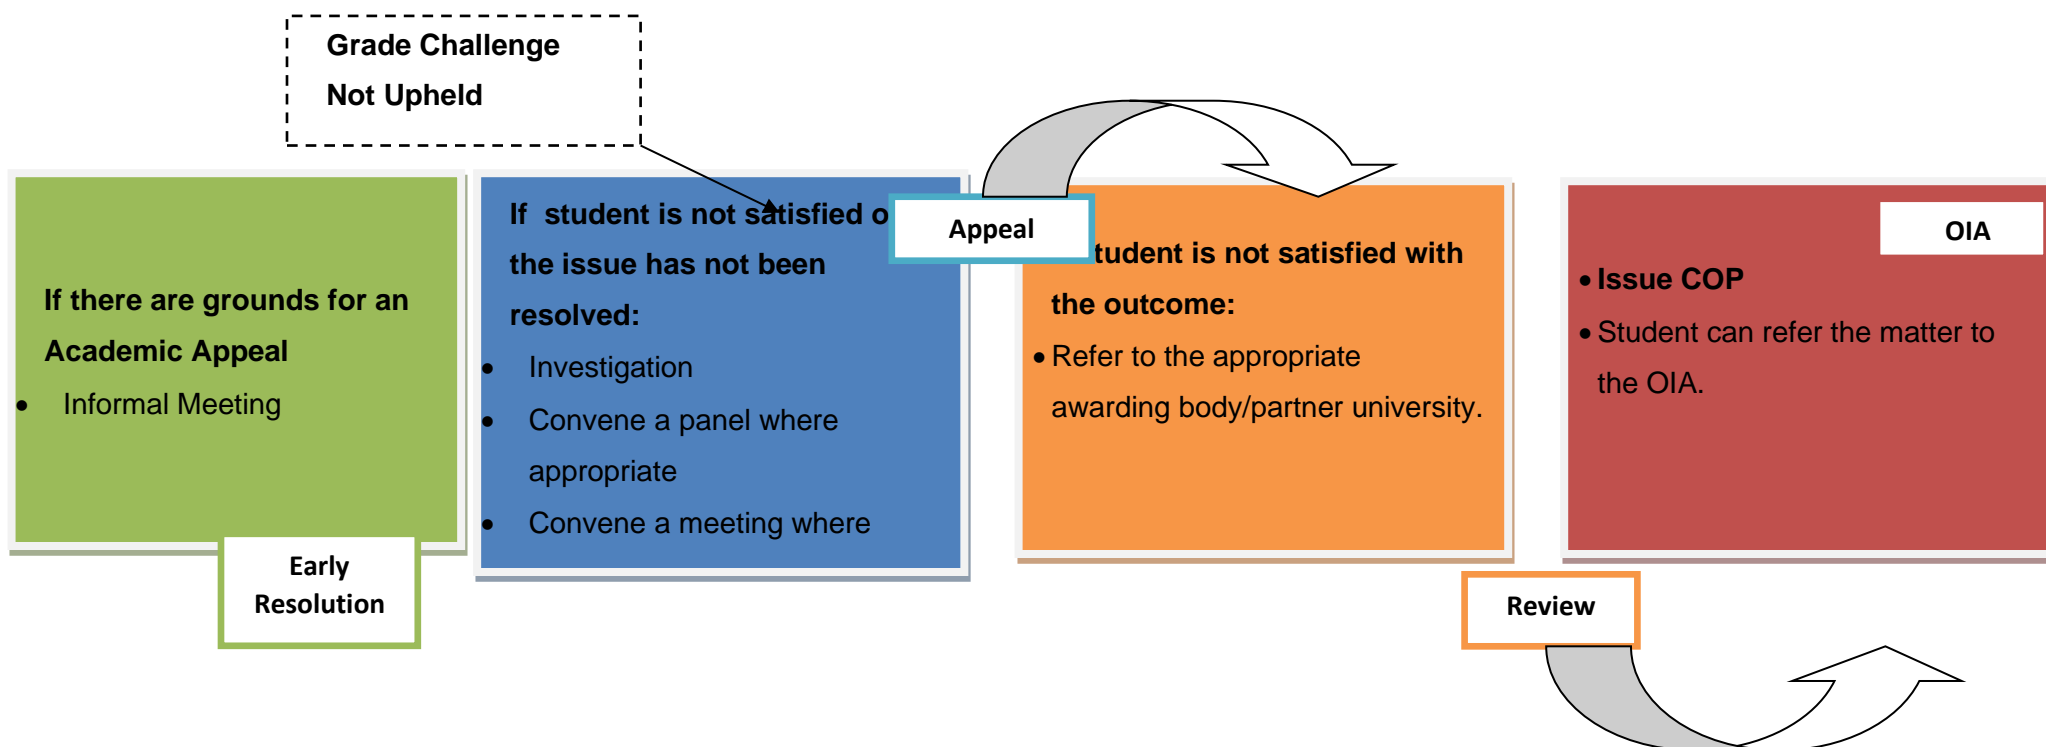 Grade Challenge
Not Upheld
If there are grounds for an
Academic Appeal
• Informal Meeting
Early
Resolution
If student is not satisfied o
the issue has not been
resolved:
• Investigation
• Convene a panel where
appropriate
• Convene a meeting where
Appeal
tudent is not satisfied with
the outcome:
• Refer to the appropriate
awarding body/partner university.
Review
OIA
• Issue COP
• Student can refer the matter to
the OIA.